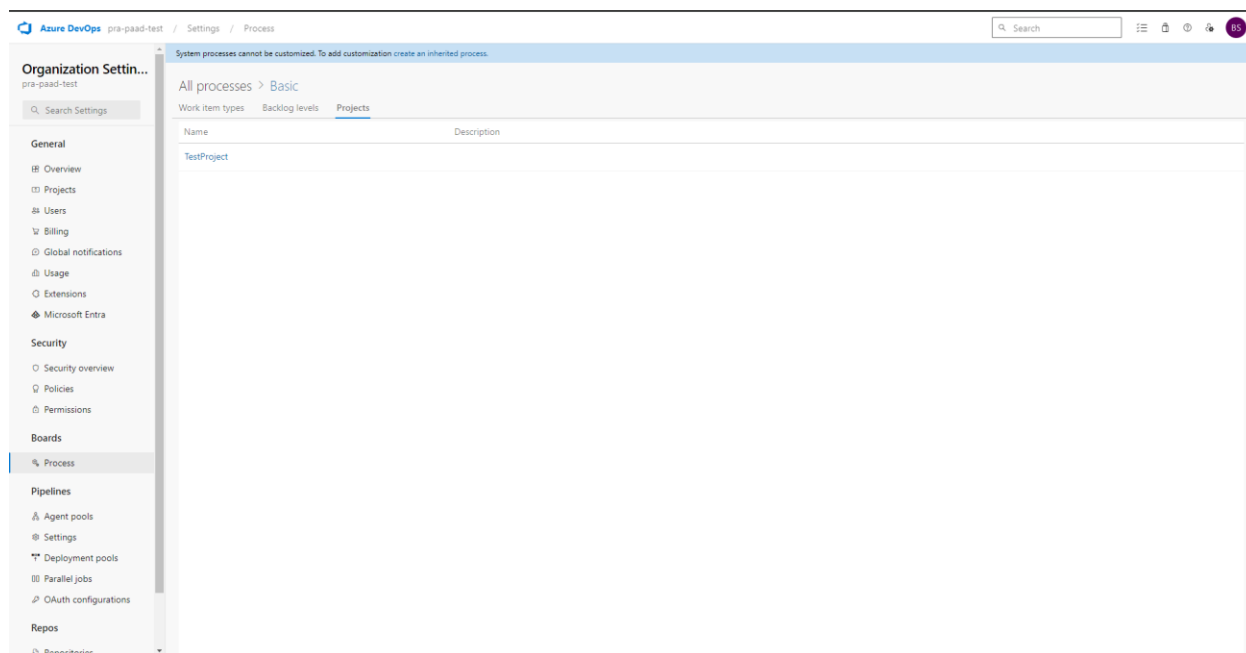 Azure DevOps pra-paad-test / Settings / Process
Search
BS
System processes cannot be customized. To add customization create an inherited process.
Organization Settin...
pra-paad-test
Search Settings
General
Overview
Projects
Users
Billing
Global notifications
Usage
Extensions
Microsoft Entra
Security
Security overview
Policies
Permissions
Boards
Process
Pipelines
Agent pools
Settings
Deployment pools
Parallel jobs
OAuth configurations
Repos
Repositories
All processes > Basic
Work item types Backlog levels Projects
Name Description
TestProject